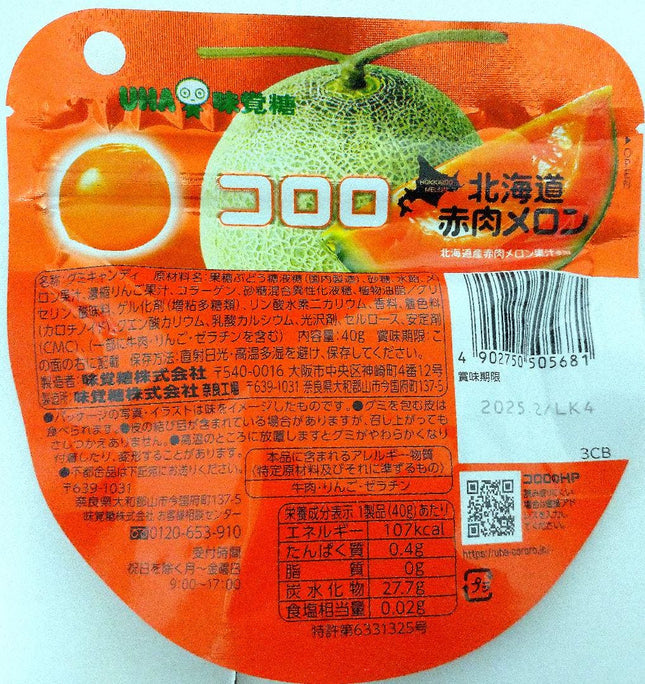 UHA味覚糖
コロロ
HOKKAIDO
MELON
北海道
赤肉メロン
北海道産赤肉メロン果汁
名称:グミキャンディ 原材料名:果糖ぶどう糖液糖(国内製造)、砂糖、水飴、メ
ロン果汁、濃縮りんご果汁、コラーゲン、砂糖混合異性化液糖、植物油脂/グリ
セリン、酸味料、ゲル化剤(増粘多糖類)、リン酸水素二カリウム、香料、着色料
(カロテノイド)、クエン酸カリウム、乳酸カルシウム、光沢剤、セルロース、安定剤
(CMC)、(一部に牛肉・りんご・ゼラチンを含む) 内容量:40g 賞味期限:こ
の面の右に記載 保存方法:直射日光・高温多湿を避け、保存してください。
製造者:味覚糖株式会社 〒540-0016 大阪市中央区神崎町4番12号
製造所:味覚糖株式会社 奈良工場 〒639-1031 奈良県大和郡山市今国府町137-5
●パッケージの写真・イラストは味をイメージしたものです。●グミを包む皮は
食べられます。●皮の結び目が含まれている場合がありますが、召し上がっても
さしつかえありません。●高温のところに放置しますとグミがやわらかくなり
付着したり、変形することがあります。
●不都合品は下記宛にお送りください。
〒639-1031
奈良県大和郡山市今国府町137-5
味覚糖株式会社 お客様相談センター
0120-653-910
受付時間
祝日を除く月〜金曜日
9:00〜17:00
本品に含まれるアレルギー物質
(特定原材料及びそれに準ずるもの)
牛肉・りんご・ゼラチン
栄養成分表示 1製品(40g)あたり
エネルギー 107kcal
たんぱく質 0.4g
脂質 0g
炭水化物 27.7g
食塩相当量 0.02g
特許第6331325号
4 902750 505681
賞味期限
2025.2/LK4
3CB
コロロのHP
プラ